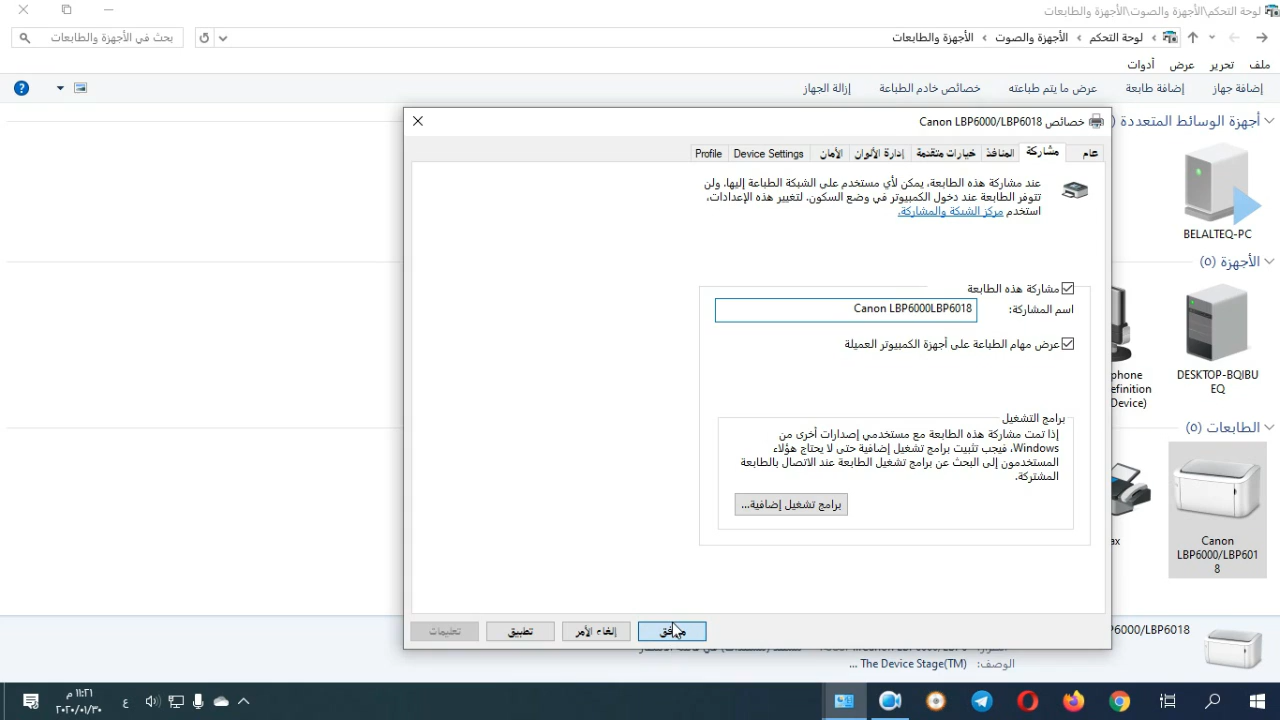 لوحة التحكم\الأجهزة والصوت\الأجهزة والطابعات
لوحة التحكم › الأجهزة والصوت › الأجهزة والطابعات
بحث في الأجهزة والطابعات
ملف تحرير عرض أدوات
إضافة جهاز إضافة طابعة عرض ما يتم طباعته خصائص خادم الطباعة إزالة الجهاز
أجهزة الوسائط المتعددة (
BELALTEQ-PC
الأجهزة (٥)
DESKTOP-BQIBU
EQ
phone
efinition
Device)
الطابعات (٥)
Canon
LBP6000/LBP601
8
ax
خصائص Canon LBP6000/LBP6018
عام مشاركة المنافذ خيارات متقدمة إدارة الألوان الأمان Device Settings Profile
عند مشاركة هذه الطابعة، يمكن لأي مستخدم على الشبكة الطباعة إليها. ولن
تتوفر الطابعة عند دخول الكمبيوتر في وضع السكون. لتغيير هذه الإعدادات،
استخدم مركز الشبكة والمشاركة.
مشاركة هذه الطابعة
اسم المشاركة: Canon LBP6000LBP6018
عرض مهام الطباعة على أجهزة الكمبيوتر العميلة
برامج التشغيل
إذا تمت مشاركة هذه الطابعة مع مستخدمي إصدارات أخرى من
Windows، فيجب تثبيت برامج تشغيل إضافية حتى لا يحتاج هؤلاء
المستخدمون إلى البحث عن برامج تشغيل الطابعة عند الاتصال بالطابعة
المشتركة.
برامج تشغيل إضافية...
موافق إلغاء الأمر تطبيق تعليمات
6000/LBP6018
الوصف: The Device Stage(TM) ...
ع
١١:٢١ م
٢٠٢٠/٠١/٣٠